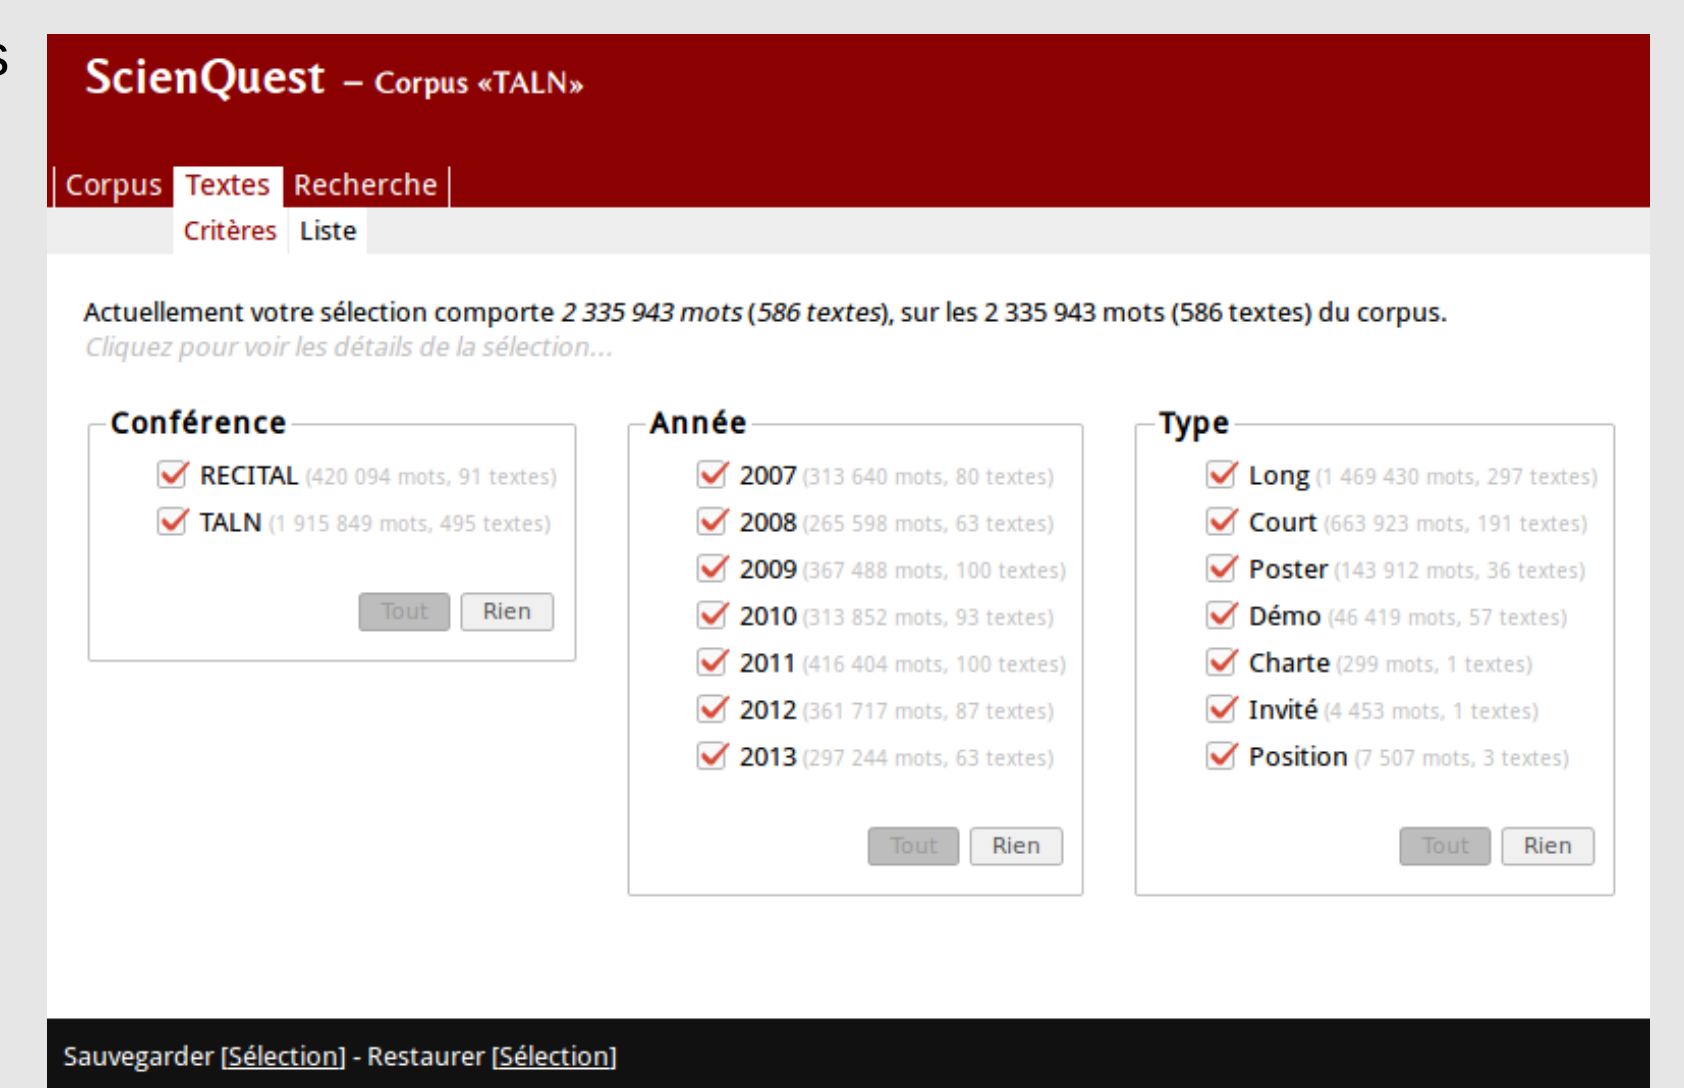 s
ScienQuest – Corpus «TALN»
Corpus Textes Recherche
Critères Liste
Actuellement votre sélection comporte 2 335 943 mots (586 textes), sur les 2 335 943 mots (586 textes) du corpus.
Cliquez pour voir les détails de la sélection...
Conférence
RECITAL (420 094 mots, 91 textes)
TALN (1 915 849 mots, 495 textes)
Tout Rien
Année
2007 (313 640 mots, 80 textes)
2008 (265 598 mots, 63 textes)
2009 (367 488 mots, 100 textes)
2010 (313 852 mots, 93 textes)
2011 (416 404 mots, 100 textes)
2012 (361 717 mots, 87 textes)
2013 (297 244 mots, 63 textes)
Tout Rien
Type
Long (1 469 430 mots, 297 textes)
Court (663 923 mots, 191 textes)
Poster (143 912 mots, 36 textes)
Démo (46 419 mots, 57 textes)
Charte (299 mots, 1 textes)
Invité (4 453 mots, 1 textes)
Position (7 507 mots, 3 textes)
Tout Rien
Sauvegarder [Sélection] - Restaurer [Sélection]